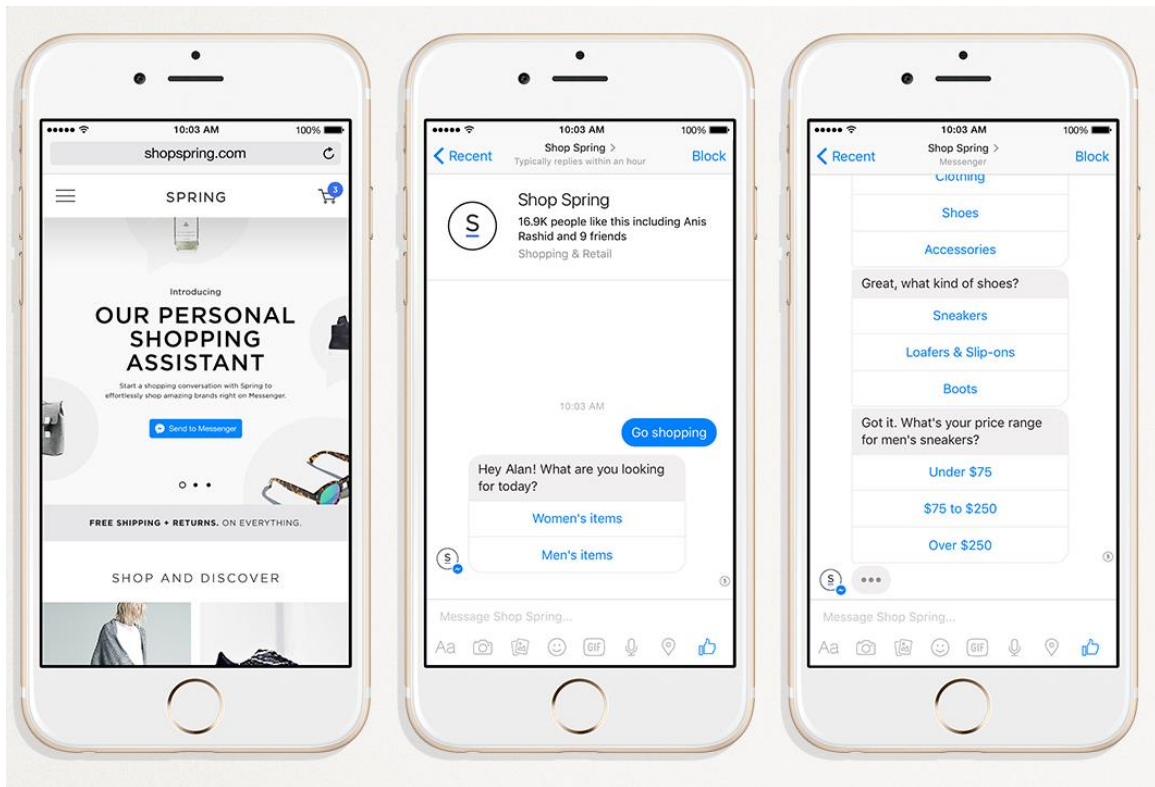 10:03 AM
100%
shopspring.com
SPRING
3
Introducing
OUR PERSONAL
SHOPPING
ASSISTANT
Start a shopping conversation with Spring to
effortlessly shop amazing brands right on Messenger.
Send to Messenger
FREE SHIPPING + RETURNS. ON EVERYTHING.
SHOP AND DISCOVER
10:03 AM
100%
Recent
Shop Spring >
Typically replies within an hour
Block
S
Shop Spring
16.9K people like this including Anis
Rashid and 9 friends
Shopping & Retail
10:03 AM
Go shopping
Hey Alan! What are you looking
for today?
Women's items
Men's items
S
S
Message Shop Spring...
Aa
GIF
10:03 AM
100%
Recent
Shop Spring >
Messenger
Block
Clothing
Shoes
Accessories
Great, what kind of shoes?
Sneakers
Loafers & Slip-ons
Boots
Got it. What's your price range
for men's sneakers?
Under $75
$75 to $250
Over $250
S
S
Message Shop Spring...
Aa
GIF